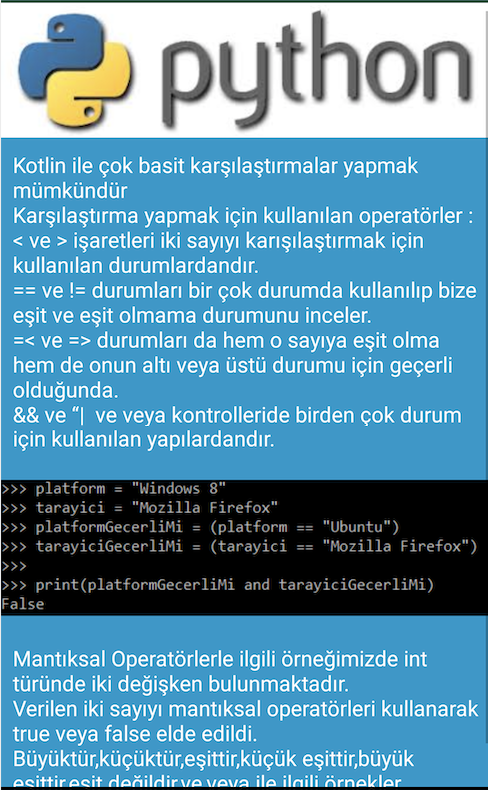 python
Kotlin ile çok basit karşılaştırmalar yapmak
mümkündür
Karşılaştırma yapmak için kullanılan operatörler :
< ve > işaretleri iki sayıyı karışılaştırmak için
kullanılan durumlardandır.
== ve != durumları bir çok durumda kullanılıp bize
eşit ve eşit olmama durumunu inceler.
=< ve => durumları da hem o sayıya eşit olma
hem de onun altı veya üstü durumu için geçerli
olduğunda.
&& ve “| ve veya kontrolleride birden çok durum
için kullanılan yapılardandır.
>>> platform = "Windows 8"
>>> tarayici = "Mozilla Firefox"
>>> platformGecerliMi = (platform == "Ubuntu")
>>> tarayiciGecerliMi = (tarayici == "Mozilla Firefox")
>>>
>>> print(platformGecerliMi and tarayiciGecerliMi)
False
Mantıksal Operatörlerle ilgili örneğimizde int
türünde iki değişken bulunmaktadır.
Verilen iki sayıyı mantıksal operatörleri kullanarak
true veya false elde edildi.
Büyüktür,küçüktür,eşittir,küçük eşittir,büyük
eşittir,eşit değildir,ve veya ile ilgili örnekler